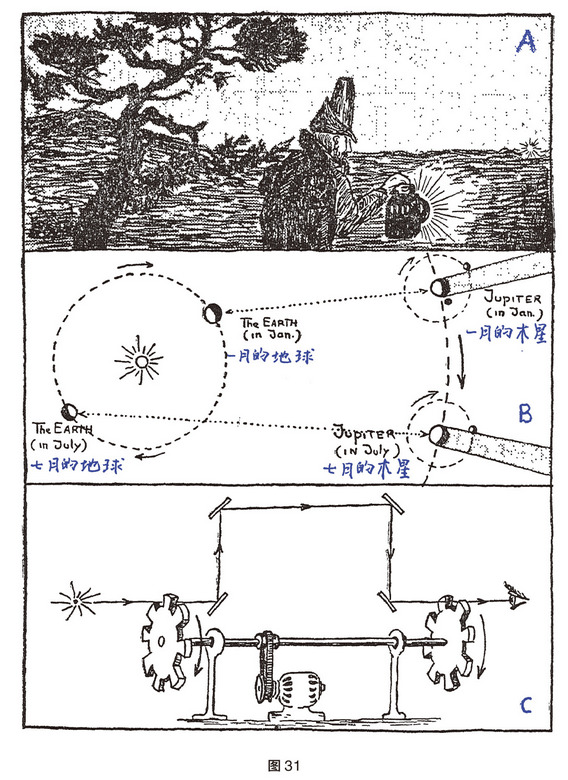 A
The EARTH
(in Jan.)
一月的地球
JUPITER
(in Jan.)
一月的木星
B
The EARTH
(in July)
七月的地球
JUPITER
(IN July)
七月的木星
C
图 31